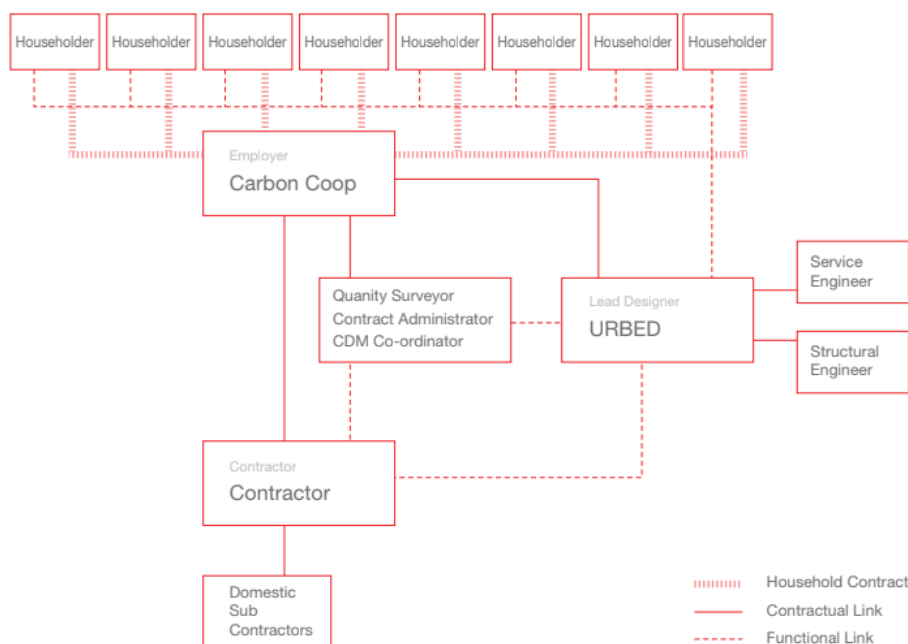 Householder
Householder
Householder
Householder
Householder
Householder
Householder
Householder
Employer
Carbon Coop
Quanity Surveyor
Contract Administrator
CDM Co-ordinator
Lead Designer
URBED
Service
Engineer
Structural
Engineer
Contractor
Contractor
Domestic
Sub
Contractors
Household Contract
Contractual Link
Functional Link